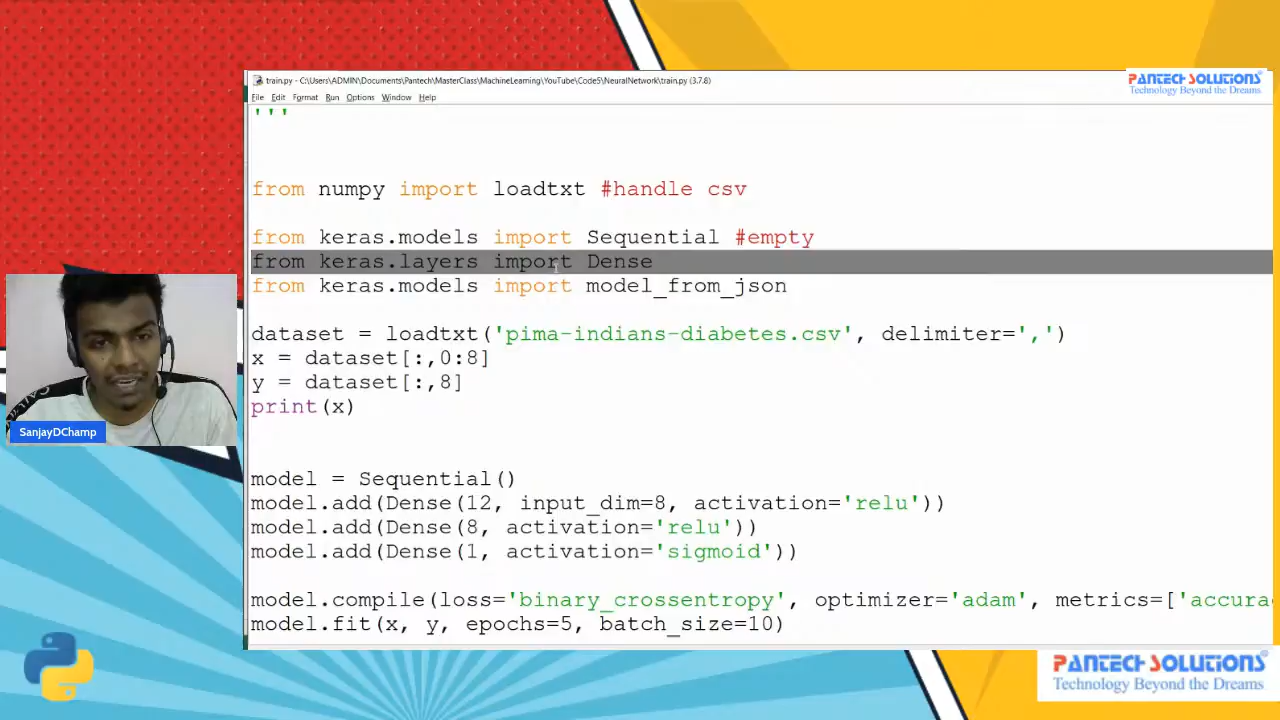 train.py - C:\Users\ADMIN\Documents\Pantech\MasterClass\MachineLearning\YouTube\Code5\NeuralNetwork\train.py (3.7.8)
PANTECH SOLUTIONS
Technology Beyond the Dreams
File Edit Format Run Options Window Help
'''
from numpy import loadtxt #handle csv
from keras.models import Sequential #empty
from keras.layers import Dense
from keras.models import model_from_json
dataset = loadtxt('pima-indians-diabetes.csv', delimiter=',')
x = dataset[:,0:8]
y = dataset[:,8]
print(x)
SanjayDChamp
model = Sequential()
model.add(Dense(12, input_dim=8, activation='relu'))
model.add(Dense(8, activation='relu'))
model.add(Dense(1, activation='sigmoid'))
model.compile(loss='binary_crossentropy', optimizer='adam', metrics=['accura
model.fit(x, y, epochs=5, batch_size=10)
PANTECH SOLUTIONS
Technology Beyond the Dreams